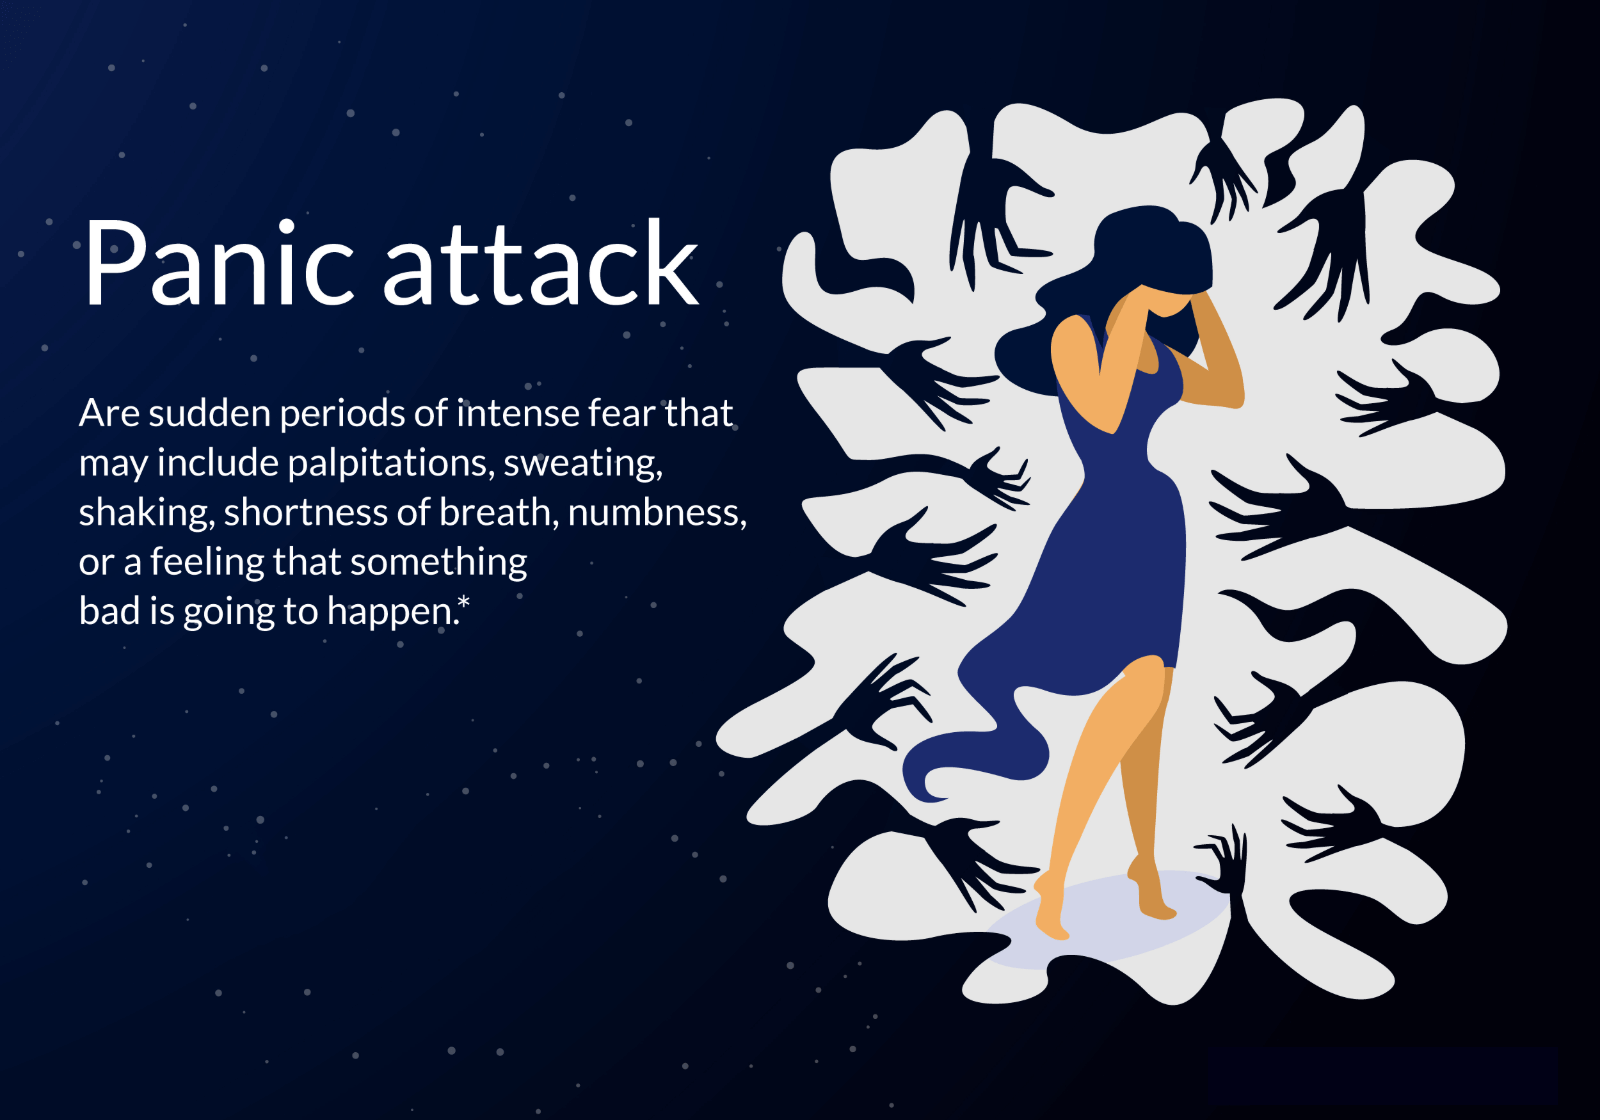 Panic attack
Are sudden periods of intense fear that
may include palpitations, sweating,
shaking, shortness of breath, numbness,
or a feeling that something
bad is going to happen.*